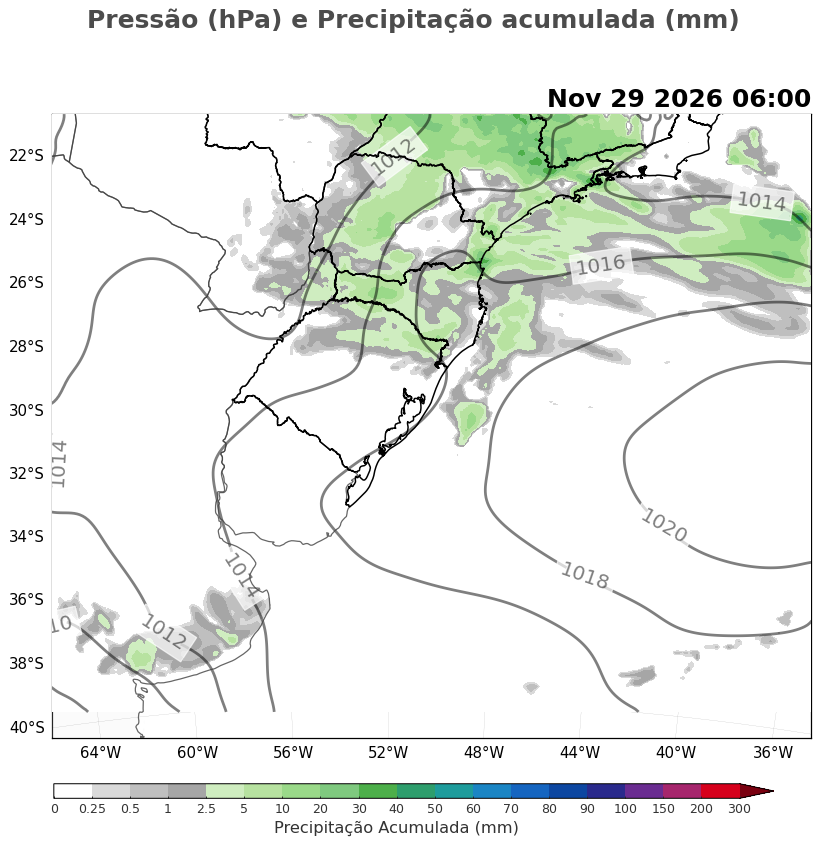 Pressão (hPa) e Precipitação acumulada (mm)
Nov 29 2026 06:00
22°S
24°S
26°S
28°S
30°S
32°S
34°S
36°S
38°S
40°S
1012
1014
1016
1014
1020
1018
1014
1012
10
64°W 60°W 56°W 52°W 48°W 44°W 40°W 36°W
0 0.25 0.5 1 2.5 5 10 20 30 40 50 60 70 80 90 100 150 200 300
Precipitação Acumulada (mm)